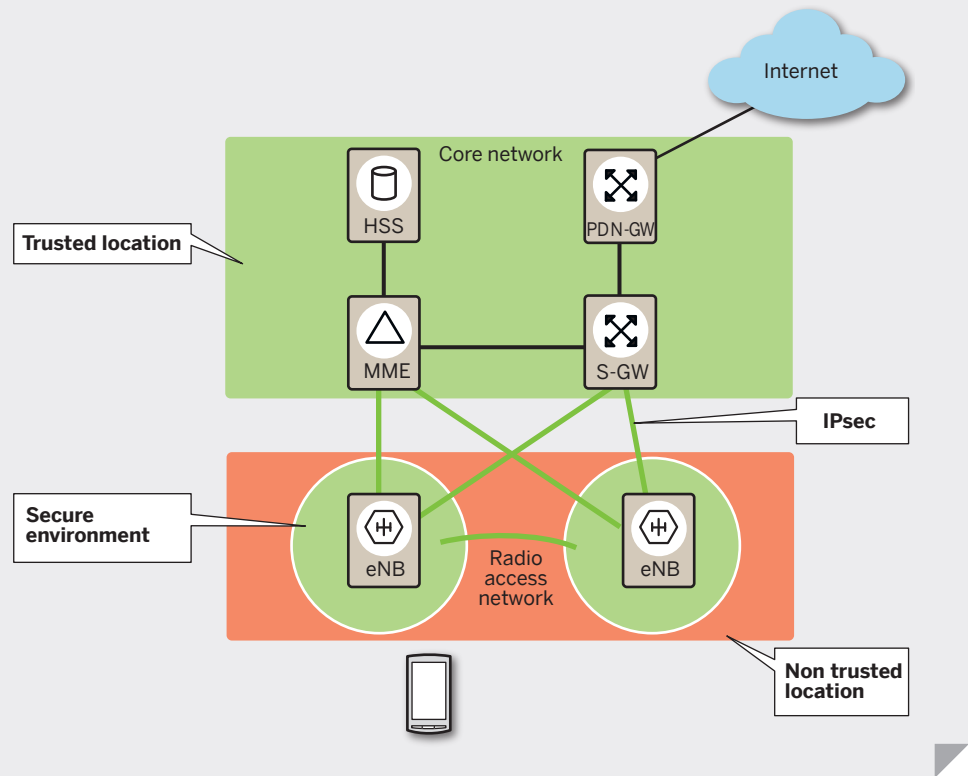 Internet
Core network
HSS
PDN-GW
Trusted location
MME
S-GW
IPsec
Secure
environment
eNB
eNB
Radio
access
network
Non trusted
location